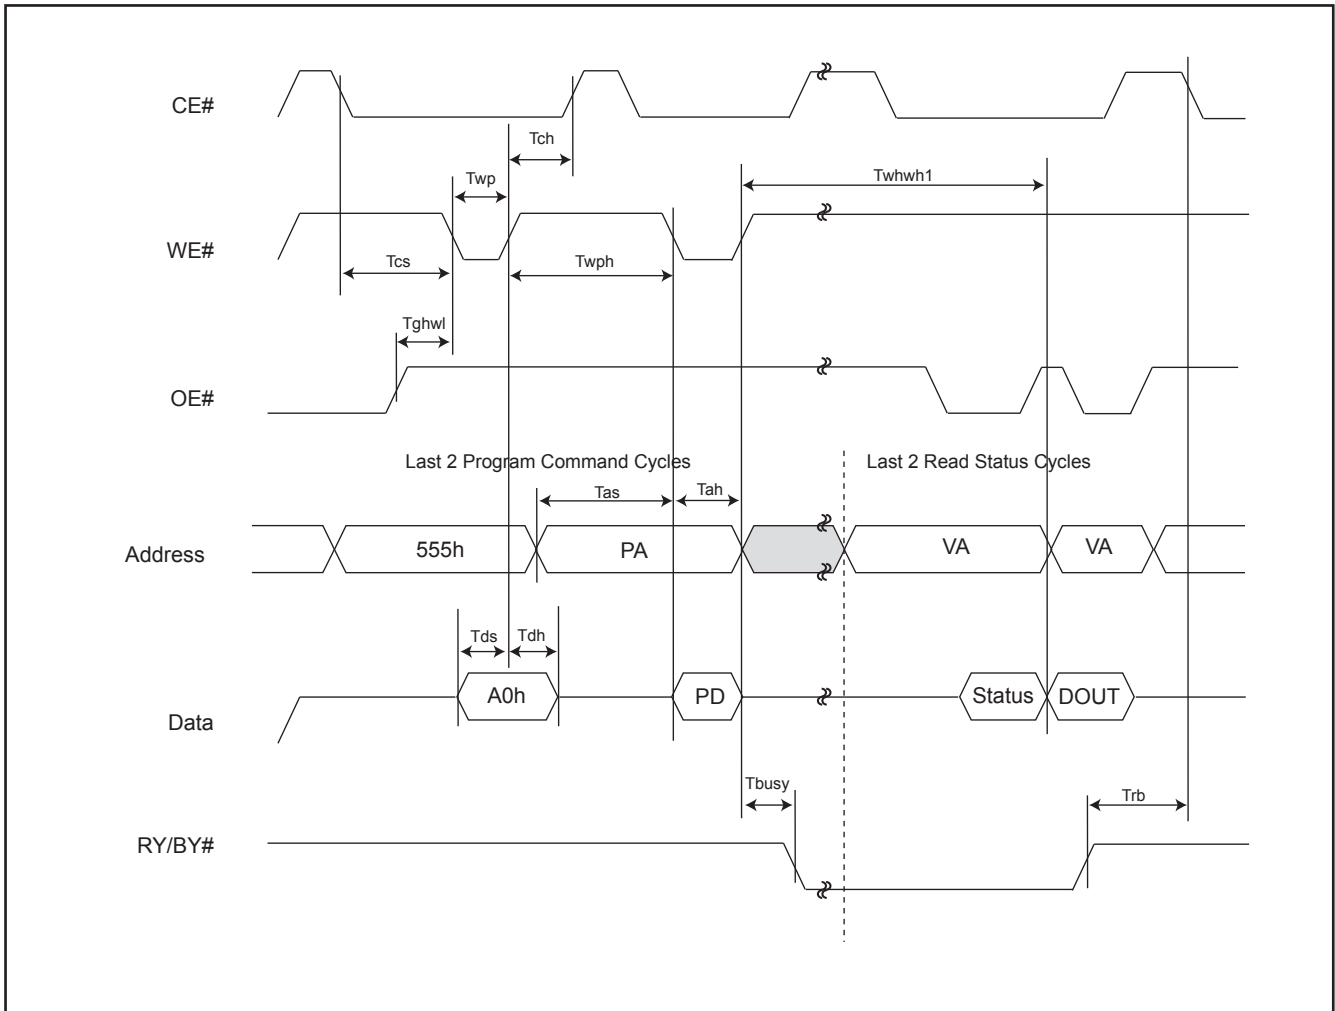 CE#
Tch
Twp
Twhwh1
WE#
Tcs
Twph
Tghwl
OE#
Last 2 Program Command Cycles
Last 2 Read Status Cycles
Tas
Tah
Address
555h
PA
VA
VA
Tds
Tdh
Data
A0h
PD
Status
DOUT
Tbusy
Trb
RY/BY#